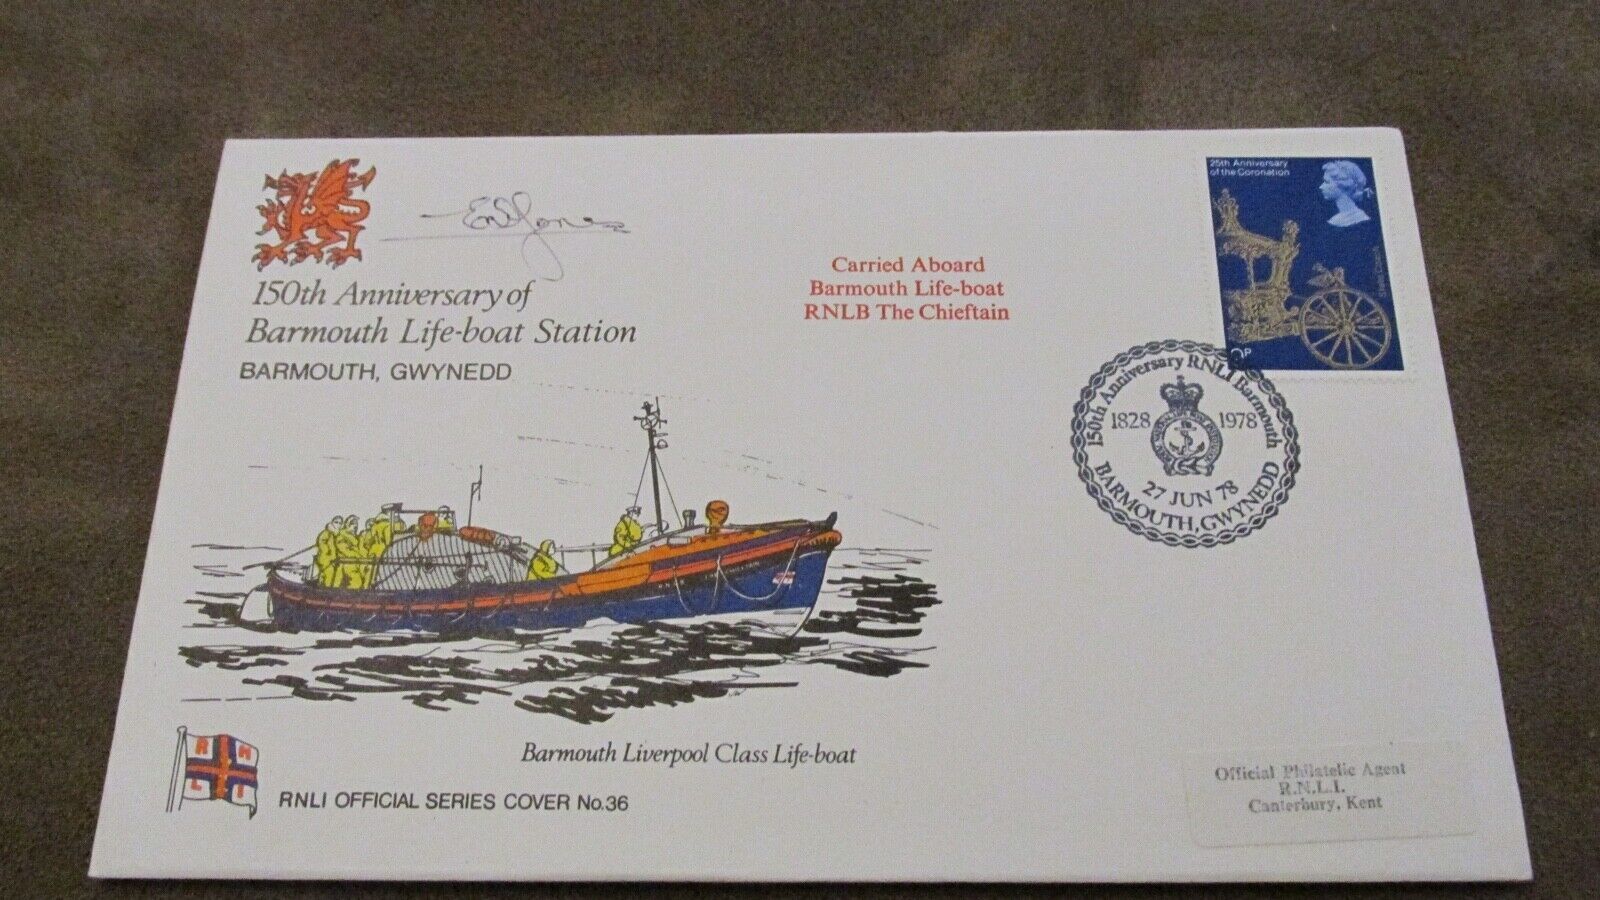 150th Anniversary of
Barmouth Life-boat Station
BARMOUTH, GWYNEDD
Carried Aboard
Barmouth Life-boat
RNLB The Chieftain
25th Anniversary
of the Coronation
State Coach
150th Anniversary RNLI Barmouth
1828 1978
27 JUN 78
BARMOUTH, GWYNEDD
Barmouth Liverpool Class Life-boat
R N
L I
RNLI OFFICIAL SERIES COVER No.36
Official Philatelic Agent
R.N.L.I.
Canterbury, Kent